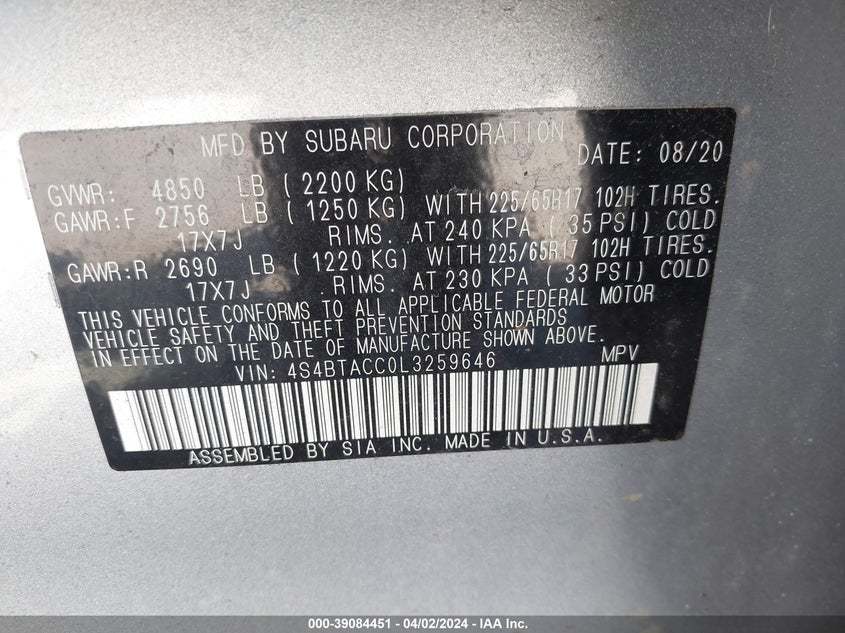 MFD BY SUBARU CORPORATION DATE: 08/20
GVWR: 4850 LB ( 2200 KG)
GAWR:F 2756 LB ( 1250 KG) WITH 225/65R17 102H TIRES.
17X7J RIMS. AT 240 KPA ( 35 PSI) COLD
GAWR:R 2690 LB ( 1220 KG) WITH 225/65R17 102H TIRES.
17X7J RIMS. AT 230 KPA ( 33 PSI) COLD
THIS VEHICLE CONFORMS TO ALL APPLICABLE FEDERAL MOTOR
VEHICLE SAFETY AND THEFT PREVENTION STANDARDS
IN EFFECT ON THE DATE OF MANUFACTURE SHOWN ABOVE.
VIN: 4S4BTACC0L3259646 MPV
ASSEMBLED BY SIA INC. MADE IN U.S.A.
000-39084451 - 04/02/2024 - IAA Inc.